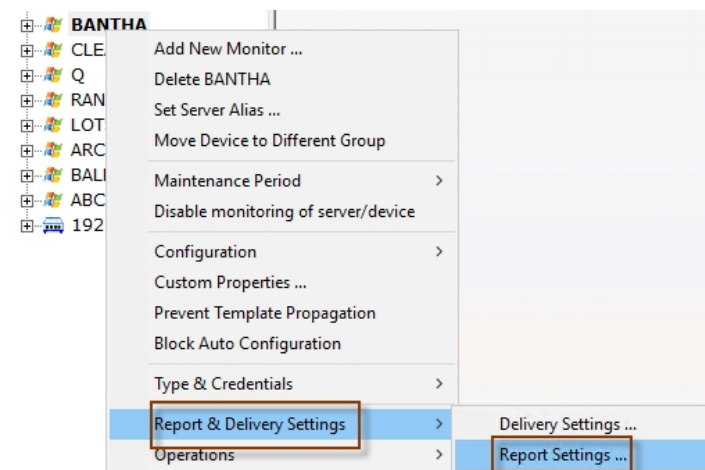 BANTHA
CLE
Q
RAN
LOT
ARC
BALI
ABC
192
Add New Monitor ...
Delete BANTHA
Set Server Alias ...
Move Device to Different Group
Maintenance Period
Disable monitoring of server/device
Configuration
Custom Properties ...
Prevent Template Propagation
Block Auto Configuration
Type & Credentials
Report & Delivery Settings
Operations
Delivery Settings ...
Report Settings ...